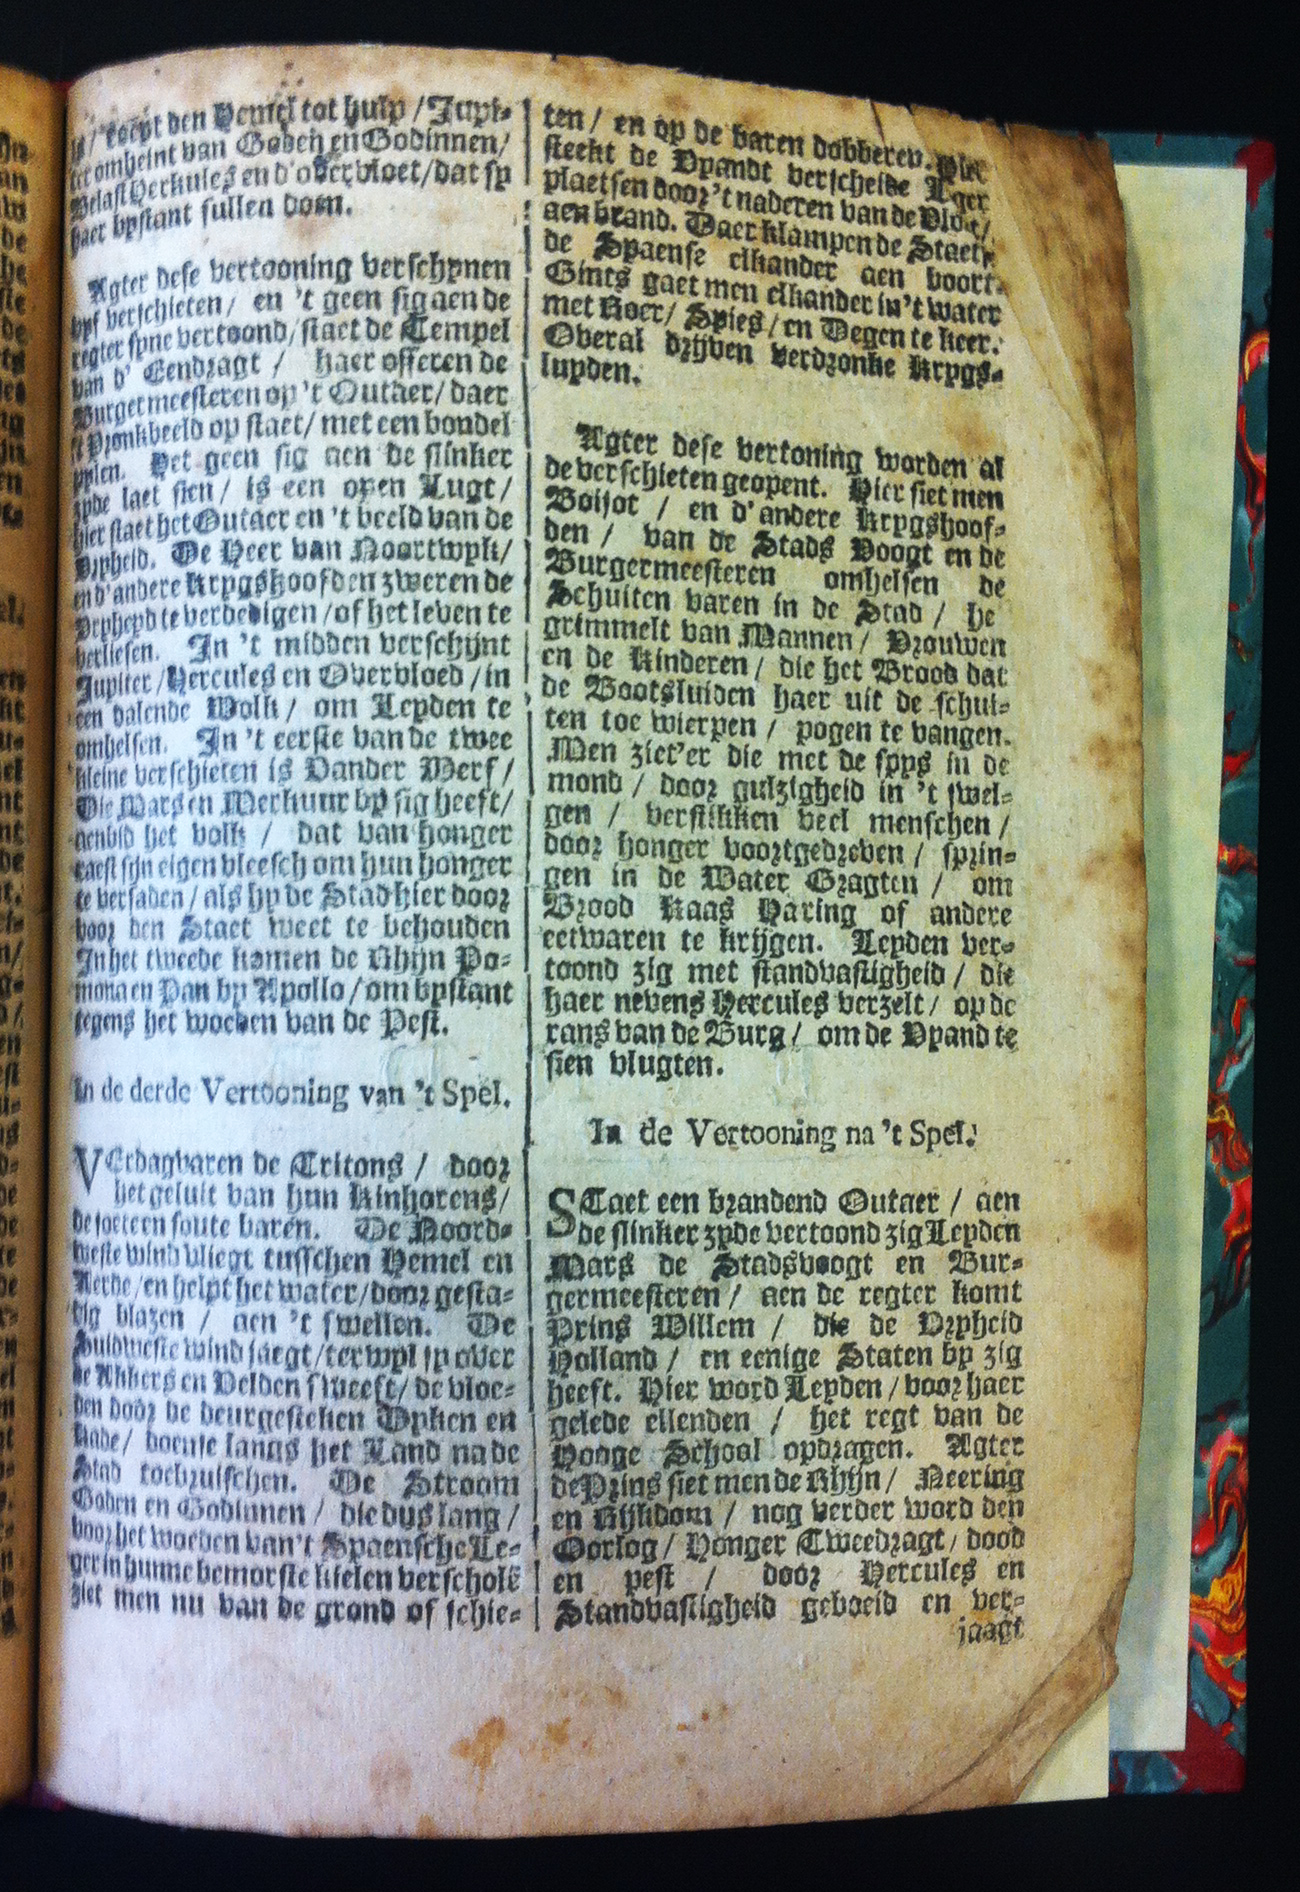 roept den Hemel tot hulp / Jupi-
ter omheint van Goden en Godinnen /
Belast Herkules en d'overvloet / dat sy
haer bystant sullen doen.
Agter dese vertooning verschynen
vyf verschieten / en 't geen sig aen de
regter syne vertoond / staet de Tempel
van d' Eendragt / haer offeren de
Burgermeesteren op 't Outaer / daer
't Pronkbeeld op staet / met een bondel
pylen. Het geen sig aen de slinker
zyde laet sien / is een open Lugt /
hier staet het Outaer en 't beeld van de
Vryheid. De Heer van Noortwyk /
en d'andere Krygshoofden zweren de
Vryheyd te verdedigen / of het leven te
verliesen. In 't midden verschynt
Jupiter / Hercules en Overvloed / in
een dalende Wolk / om Leyden te
omhelsen. In 't eerste van de twee
kleine verschieten is Vander Werf /
Die Mars en Merkuur by sig heeft /
aenbid het volk / dat van honger
raest sijn eigen vleesch om hun honger
te versaden / als hy de Stad hier door
voor den Staet weet te behouden
In het tweede komen de Rhijn Po-
mona en Pan by Apollo / om bystant
tegens het woeden van de Pest.
In de derde Vertooning van 't Spel.
VErdagvaren de Tritons / door
het geluit van hun Kinhorens /
de soeteen soute baren. De Noord-
weste wind vliegt tusschen Hemel en
Aerde / en helpt het water / door gesta-
dig blazen / aen 't swellen. De
Suidweste wind jaegt / terwyl sy over
de Akkers en Velden sweeft / de vloe-
den door de deurgesteken Dyken en
Kade / doense langs het Land na de
Stad toebruisschen. De Stroom
Goden en Godinnen / die dus lang /
voor het woeden van't Spaensche Le-
ger in hunne bemorste kielen verscholē
ziet men nu van de grond of schie-
ten / en op de baren dobberen. Hier
steekt de Vyandt verscheide Leger
plaetsen door 't naderen van de Vloot /
aen brand. Daer klampen de Staets
de Spaense elkander aen boort.
Gints gaet men elkander in 't water
met Roer / Spies / en Degen te keer.
Overal drijven verdronke Krygs-
luyden.
Agter dese vertoning worden al
de verschieten geopent. Hier siet men
Boijot / en d'andere Krygshoof-
den / van de Stads Voogt en de
Burgermeesteren omhelsen de
Schuiten varen in de Stad / he
grimmelt van Mannen / Vrouwen
en de Kinderen / die het Brood dat
de Bootsluiden haer uit de schui-
ten toe wierpen / pogen te vangen.
Men ziet'er die met de spys in de
mond / door gulzigheid in 't swel-
gen / verstikken veel menschen /
door honger voortgedreven / sprin-
gen in de Water Gragten / om
Brood Kaas Haring of andere
eetwaren te krijgen. Leyden ver-
toond zig met standvastigheid / die
haer nevens Hercules verzelt / op de
rans van de Burg / om de Vyand te
sien vlugten.
In de Vertooning na 't Spel.
STaet een brandend Outaer / aen
de slinker zyde vertoond zig Leyden
Mars de Stadsvoogt en Bur-
germeesteren / aen de regter komt
Prins Willem / die de Vryheid
Holland / en eenige Staten by zig
heeft. Hier word Leyden / voor haer
gelede ellenden / het regt van de
Hooge School opdragen. Agter
de Prins siet men de Rhijn / Neering
en Rijkdom / nog verder word den
Oorlog / Honger Tweedragt / dood
en pest / door Hercules en
Standvastigheid geboeid en ver-
jaagt